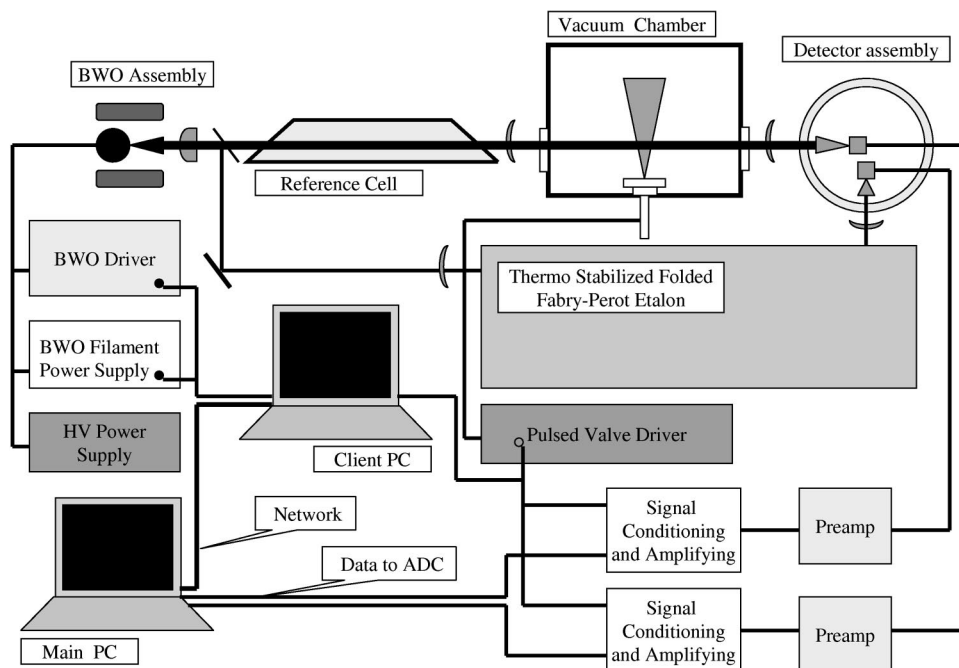 Vacuum Chamber
Detector assembly
BWO Assembly
Reference Cell
BWO Driver
Thermo Stabilized Folded
Fabry-Perot Etalon
BWO Filament
Power Supply
HV Power
Supply
Pulsed Valve Driver
Client PC
Network
Signal
Conditioning
and Amplifying
Preamp
Data to ADC
Signal
Conditioning
and Amplifying
Preamp
Main PC